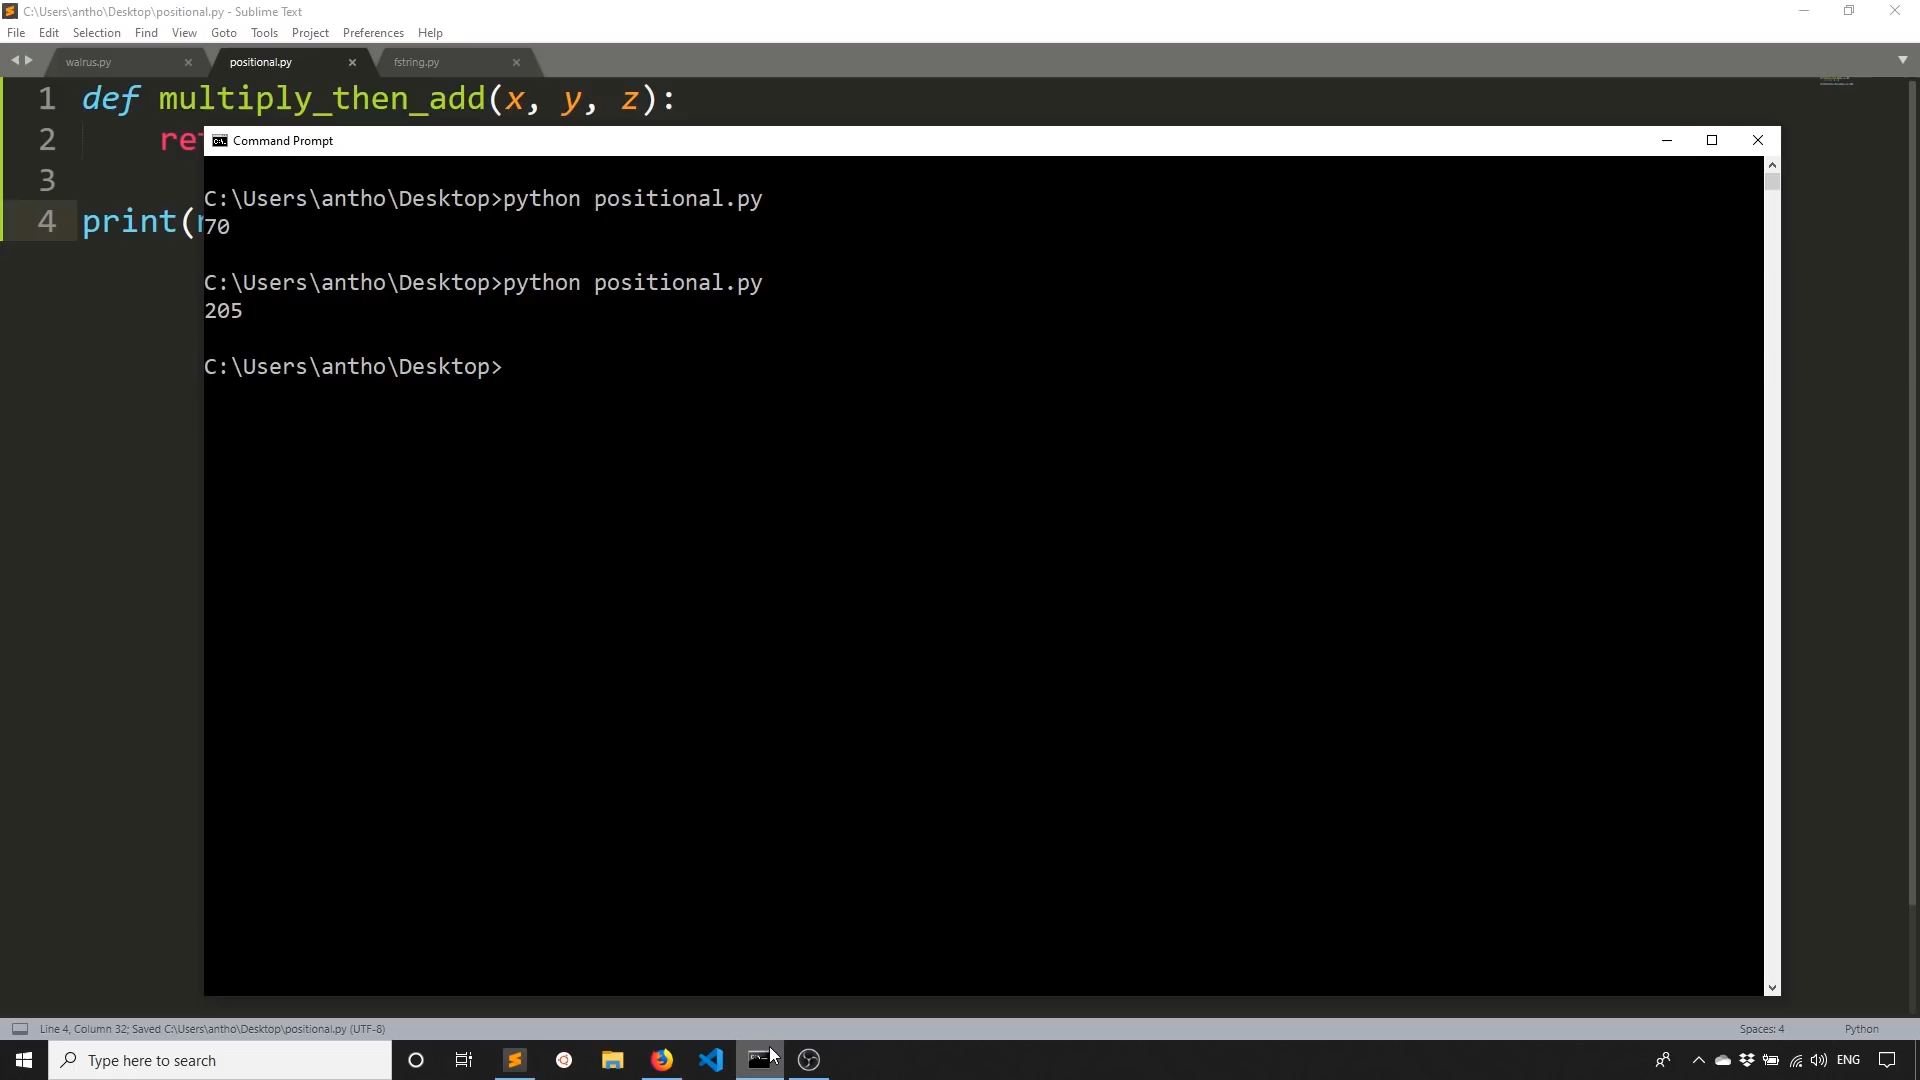 C:\Users\antho\Desktop\positional.py - Sublime Text
File Edit Selection Find View Goto Tools Project Preferences Help
walrus.py positional.py fstring.py
1 def multiply_then_add(x, y, z):
2 re
Command Prompt
3
C:\Users\antho\Desktop>python positional.py
4 print(
70
C:\Users\antho\Desktop>python positional.py
205
C:\Users\antho\Desktop>
Line 4, Column 32; Saved C:\Users\antho\Desktop\positional.py (UTF-8) Spaces: 4 Python
Type here to search ENG